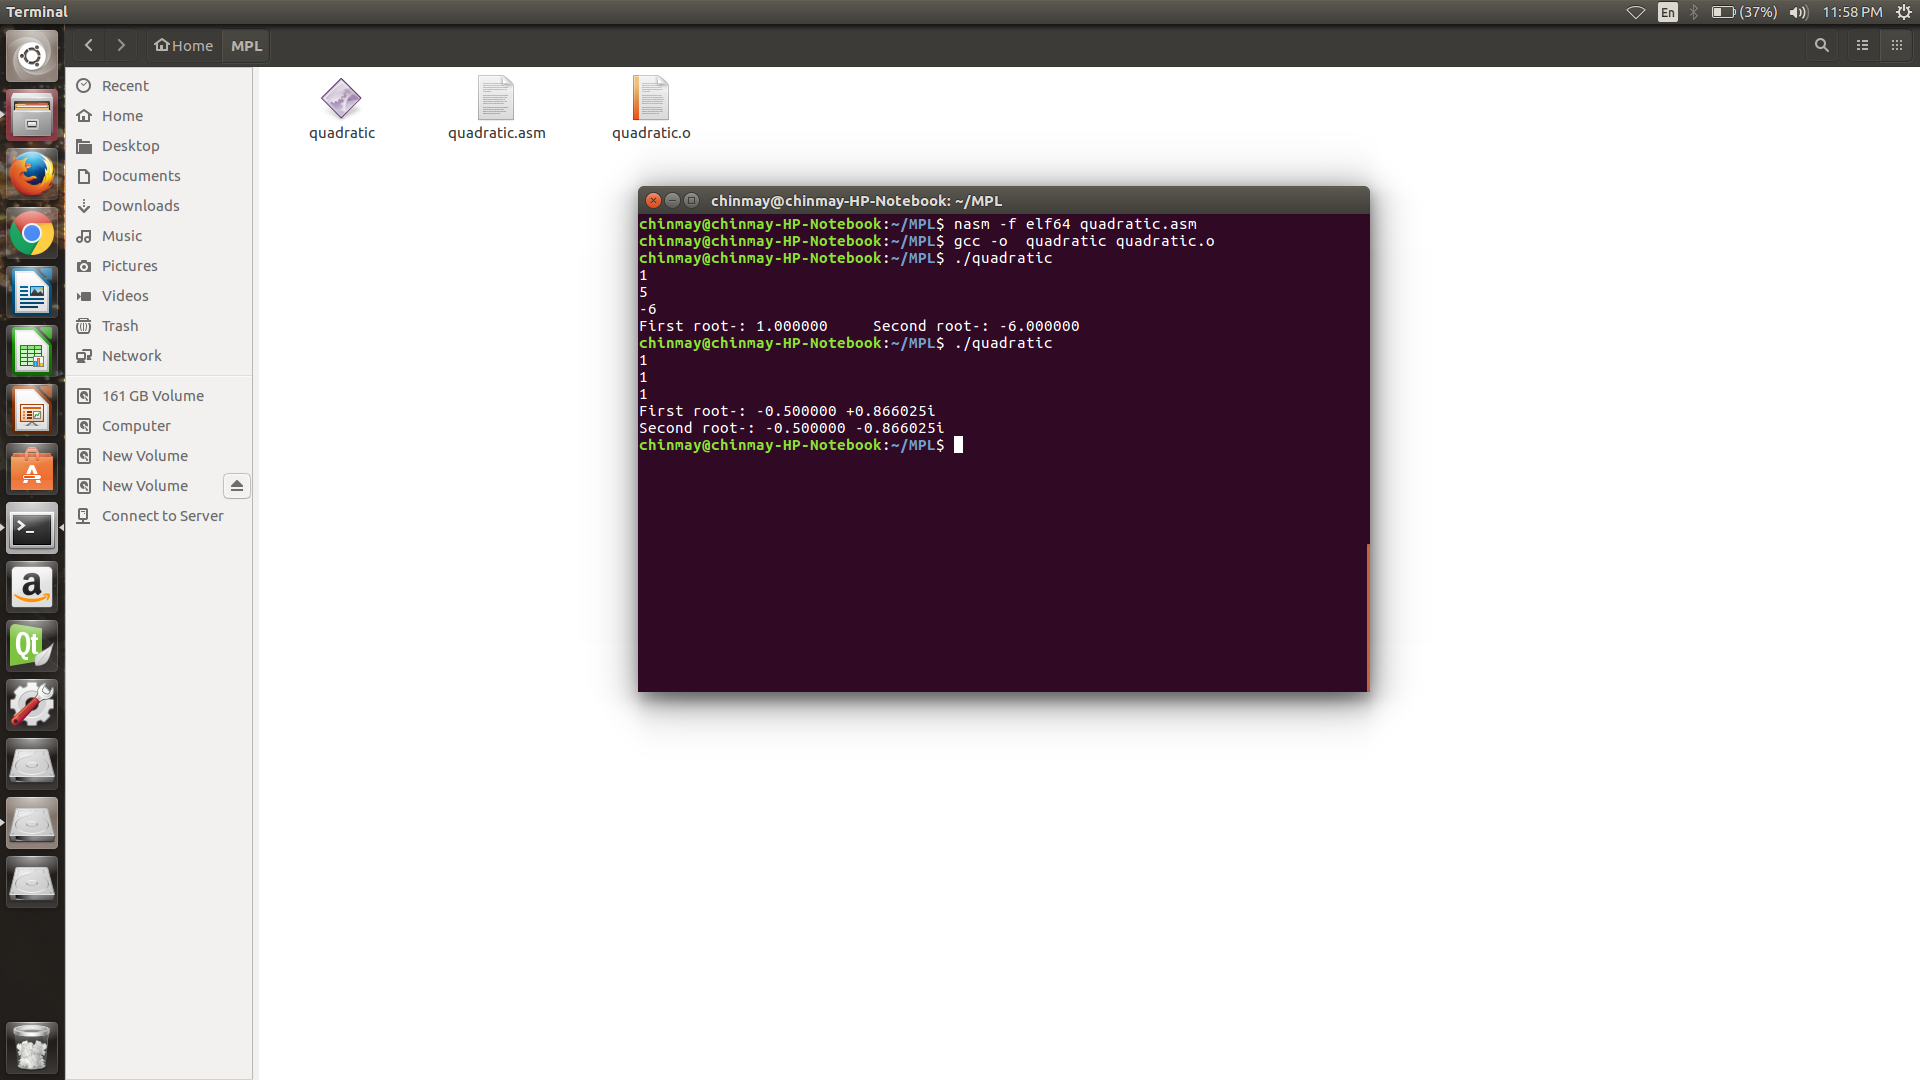 Terminal
En
(37%)
11:58 PM
Home
MPL
Recent
Home
Desktop
Documents
Downloads
Music
Pictures
Videos
Trash
Network
161 GB Volume
Computer
New Volume
New Volume
Connect to Server
quadratic
quadratic.asm
quadratic.o
chinmay@chinmay-HP-Notebook: ~/MPL
chinmay@chinmay-HP-Notebook:~/MPL$ nasm -f elf64 quadratic.asm
chinmay@chinmay-HP-Notebook:~/MPL$ gcc -o  quadratic quadratic.o
chinmay@chinmay-HP-Notebook:~/MPL$ ./quadratic
1
5
-6
First root-: 1.000000     Second root-: -6.000000
chinmay@chinmay-HP-Notebook:~/MPL$ ./quadratic
1
1
1
First root-: -0.500000 +0.866025i
Second root-: -0.500000 -0.866025i
chinmay@chinmay-HP-Notebook:~/MPL$
>_
a
Qt